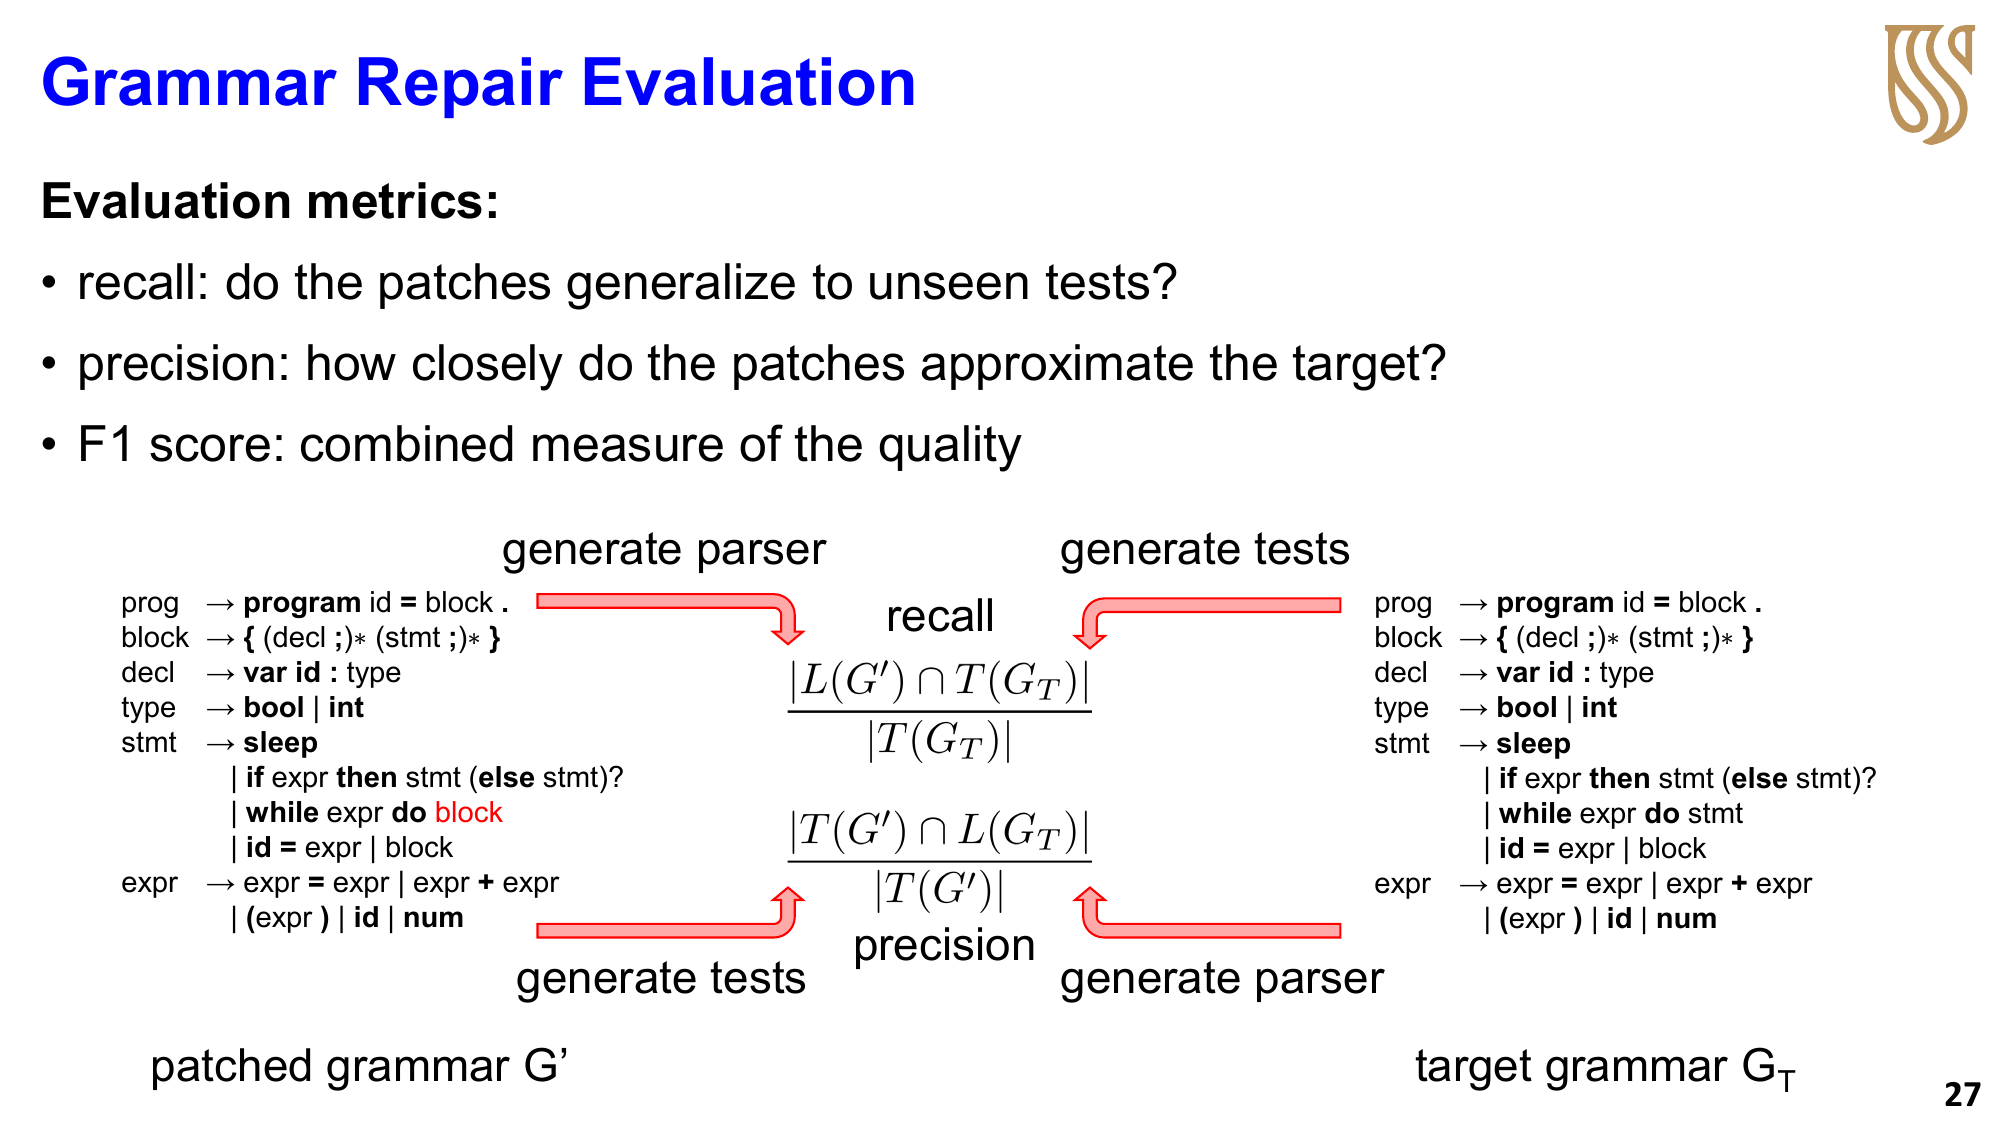 Grammar Repair Evaluation
Evaluation metrics:
• recall: do the patches generalize to unseen tests?
• precision: how closely do the patches approximate the target?
• F1 score: combined measure of the quality
generate parser
generate tests
prog → program id = block .
block → { (decl ;)* (stmt ;)* }
decl → var id : type
type → bool | int
stmt → sleep
| if expr then stmt (else stmt)?
| while expr do block
| id = expr | block
expr → expr = expr | expr + expr
| (expr ) | id | num
recall
|L(G′) ∩ T(G_T)|
|T(G_T)|
|T(G′) ∩ L(G_T)|
|T(G′)|
precision
prog → program id = block .
block → { (decl ;)* (stmt ;)* }
decl → var id : type
type → bool | int
stmt → sleep
| if expr then stmt (else stmt)?
| while expr do stmt
| id = expr | block
expr → expr = expr | expr + expr
| (expr ) | id | num
generate tests
generate parser
patched grammar G’
target grammar G_T
27